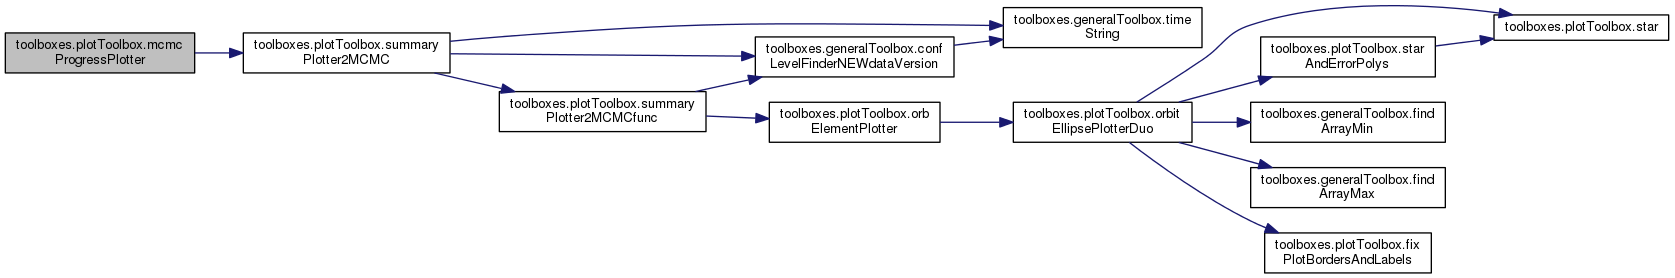 toolboxes.plotToolbox.mcmc
ProgressPlotter
toolboxes.plotToolbox.summary
Plotter2MCMC
toolboxes.plotToolbox.summary
Plotter2MCMCfunc
toolboxes.generalToolbox.conf
LevelFinderNEWdataVersion
toolboxes.plotToolbox.orb
ElementPlotter
toolboxes.generalToolbox.time
String
toolboxes.plotToolbox.orbit
EllipsePlotterDuo
toolboxes.plotToolbox.star
AndErrorPolys
toolboxes.generalToolbox.find
ArrayMin
toolboxes.generalToolbox.find
ArrayMax
toolboxes.plotToolbox.fix
PlotBordersAndLabels
toolboxes.plotToolbox.star